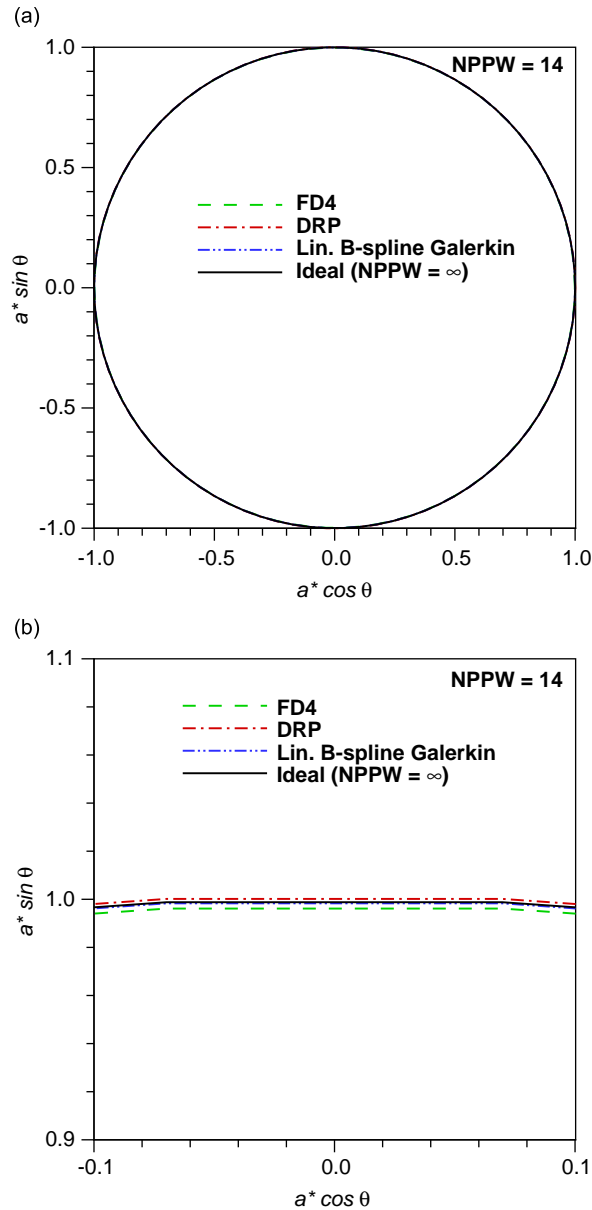 (a)
1.0
NPPW = 14
0.5
FD4
DRP
Lin. B-spline Galerkin
Ideal (NPPW = ∞)
a* sin θ
0.0
-0.5
-1.0
-1.0 -0.5 0.0 0.5 1.0
a* cos θ
(b)
1.1
NPPW = 14
FD4
DRP
Lin. B-spline Galerkin
Ideal (NPPW = ∞)
a* sin θ
1.0
0.9
-0.1 0.0 0.1
a* cos θ